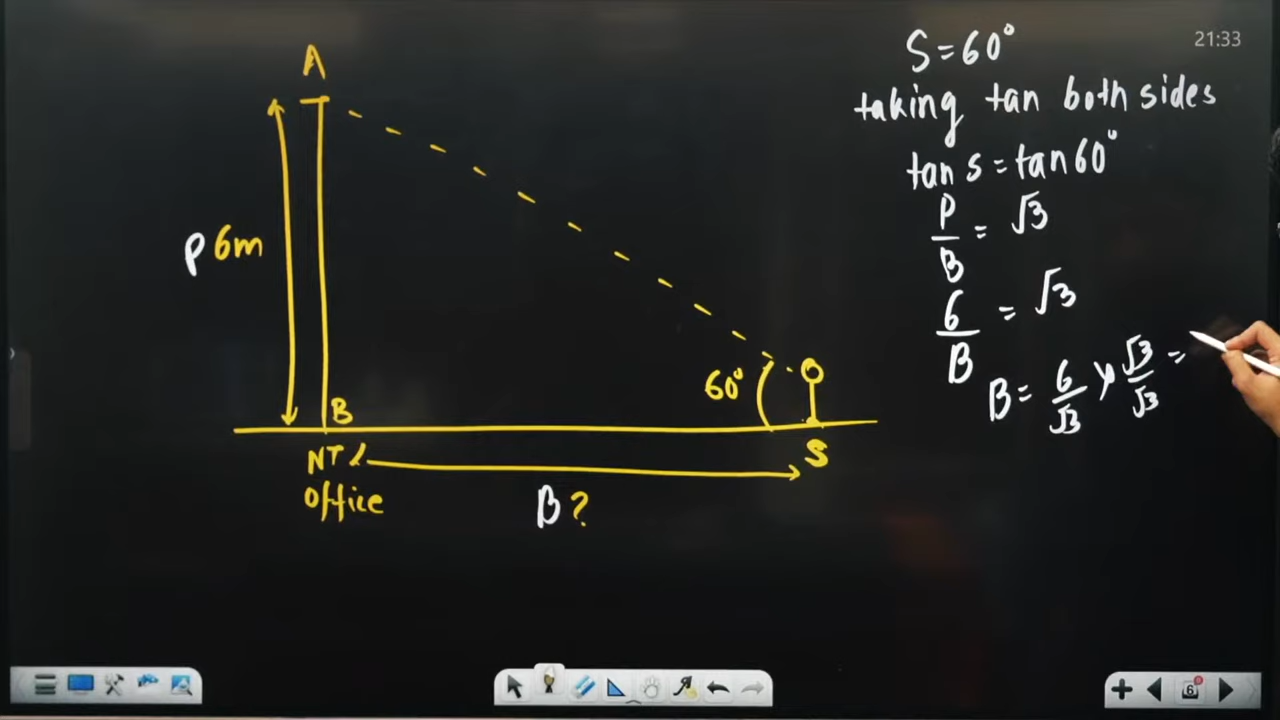 A
P 6m
B
60°
S
NT
Office
B ?
S = 60°
taking tan both sides
tan s = tan 60°
P/B = √3
6/B = √3
B = 6/√3 × √3/√3 =
21:33
6